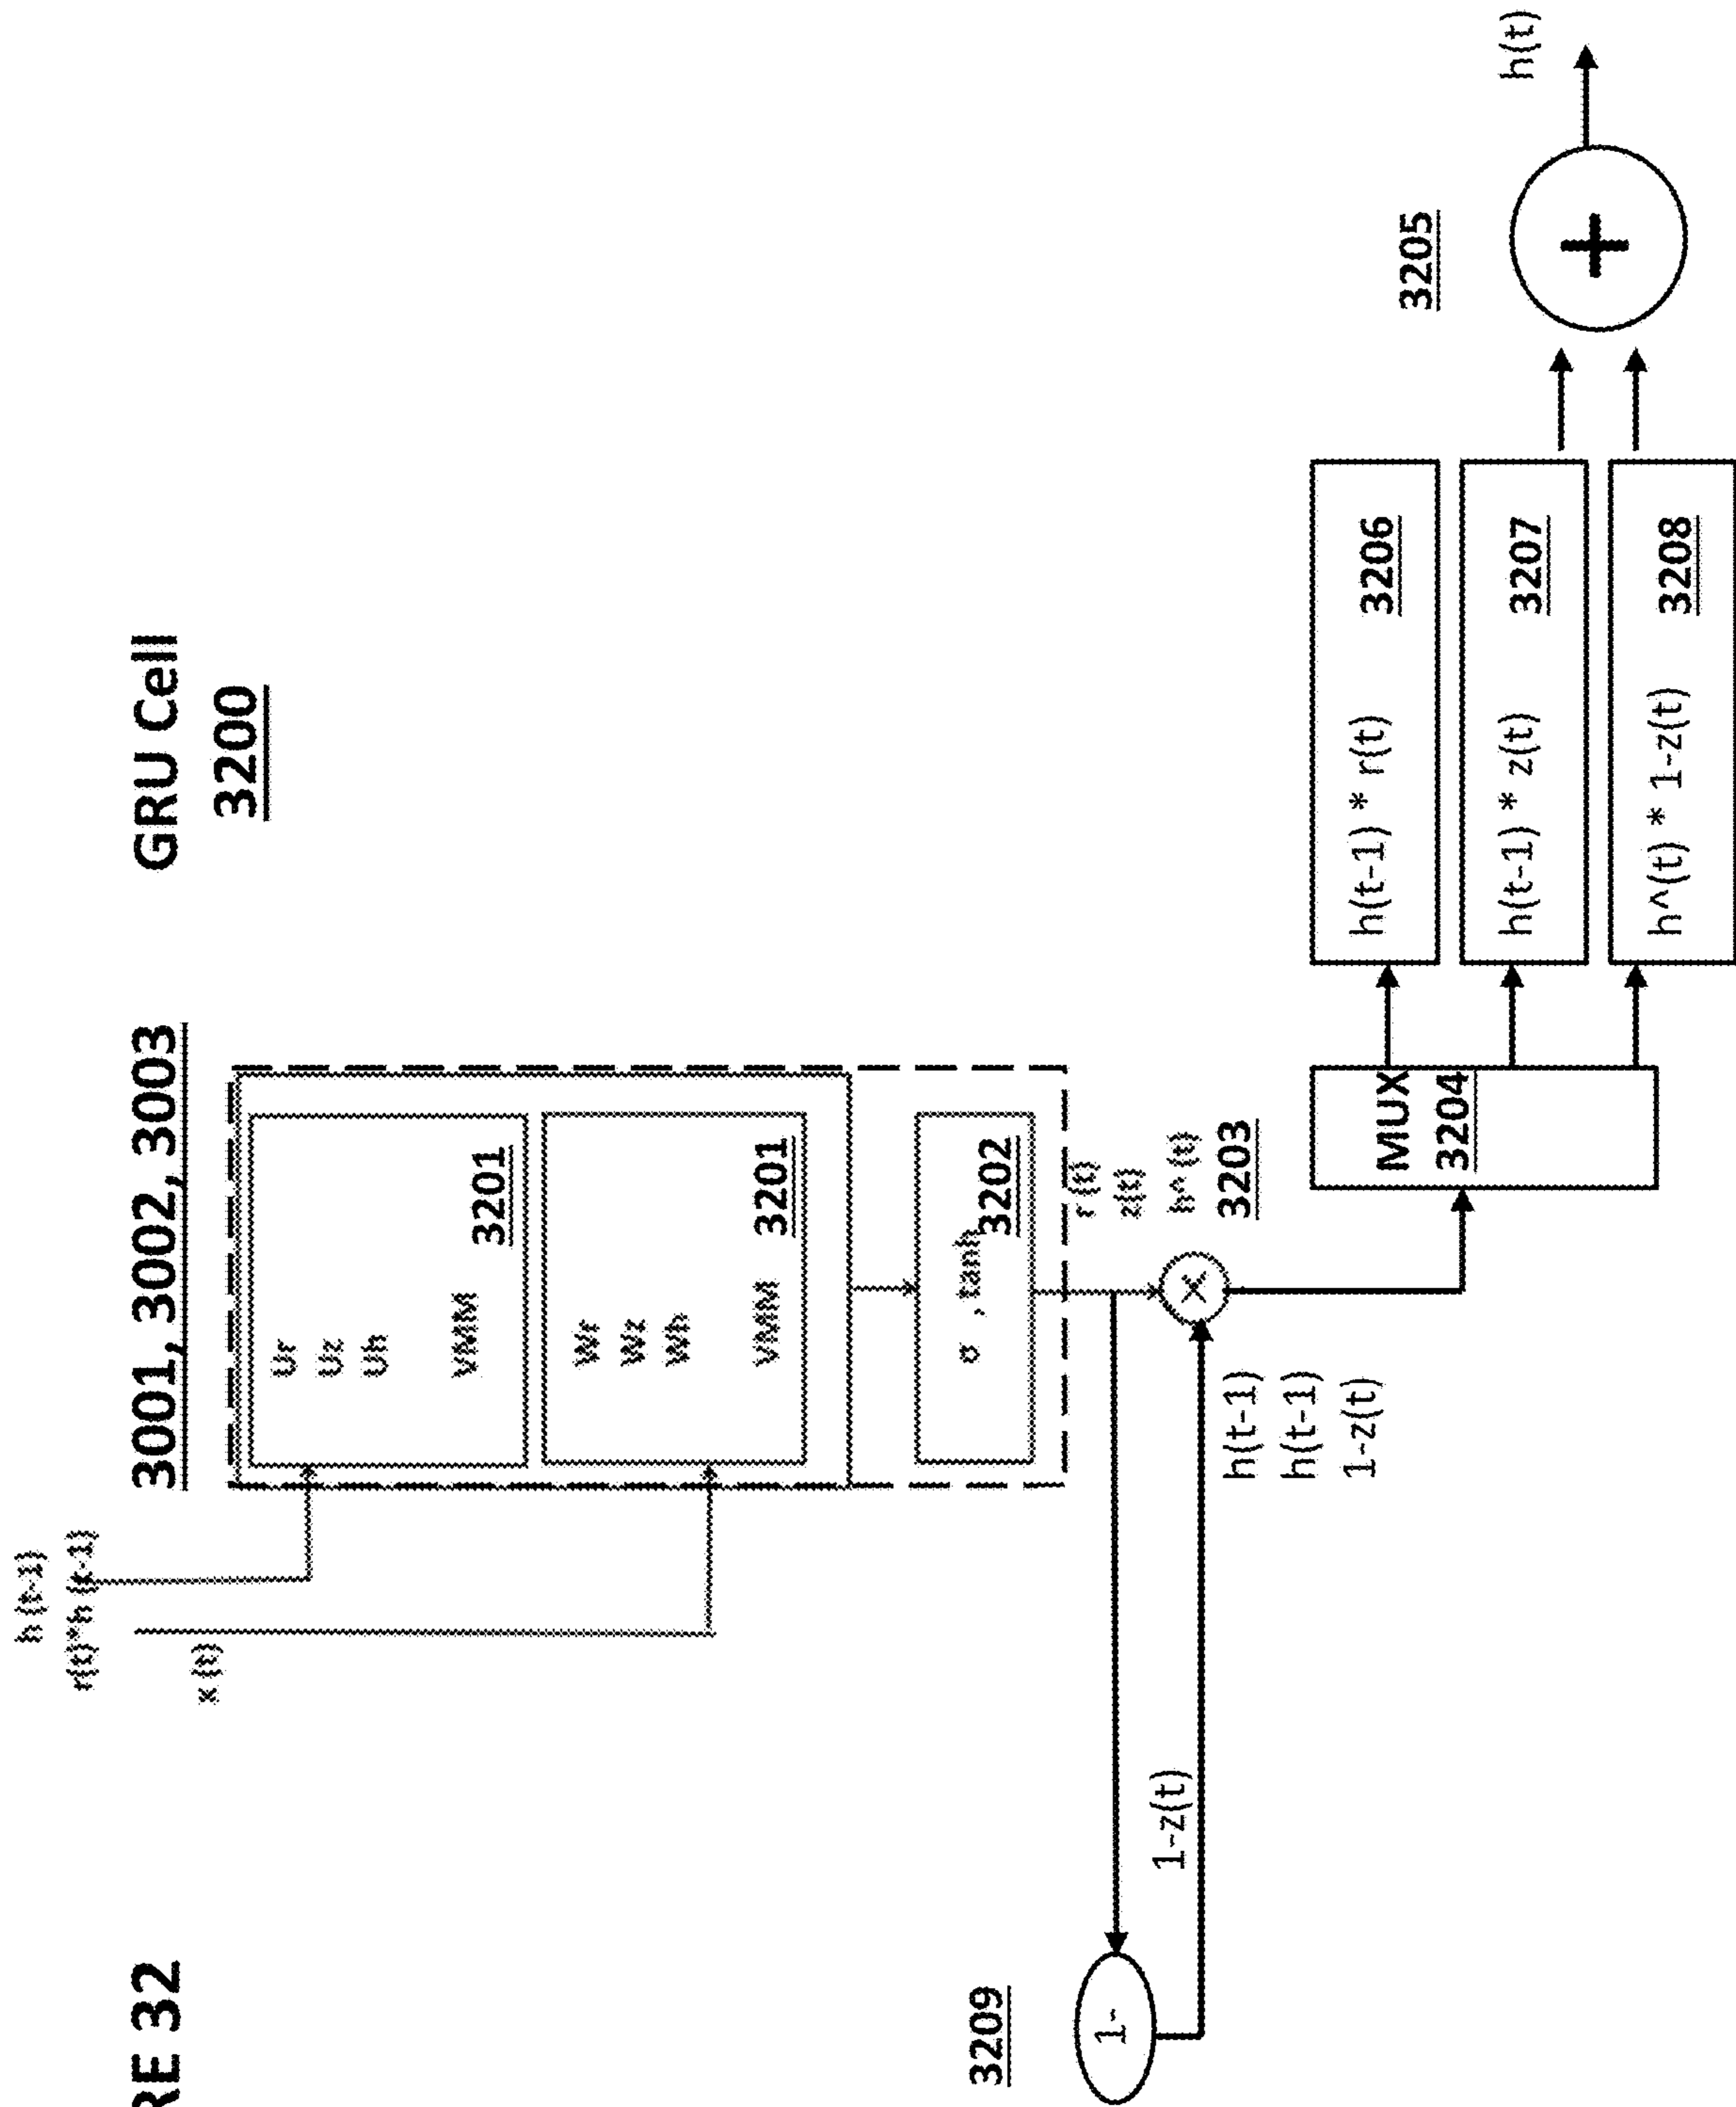 RE 32
GRU Cell
3200
3001, 3002, 3003
h (t-1)
r(t)*h (t-1)
x (t)
Ur
Uz
Uh
VMM
3201
Wr
Wz
Wh
VMM
3201
σ , tanh
3202
r (t)
z(t)
h^ (t)
3203
3209
1-
1-z(t)
h(t-1)
h(t-1)
1-z(t)
MUX
3204
h(t-1) * r(t) 3206
h(t-1) * z(t) 3207
h^(t) * 1-z(t) 3208
3205
+
h(t)